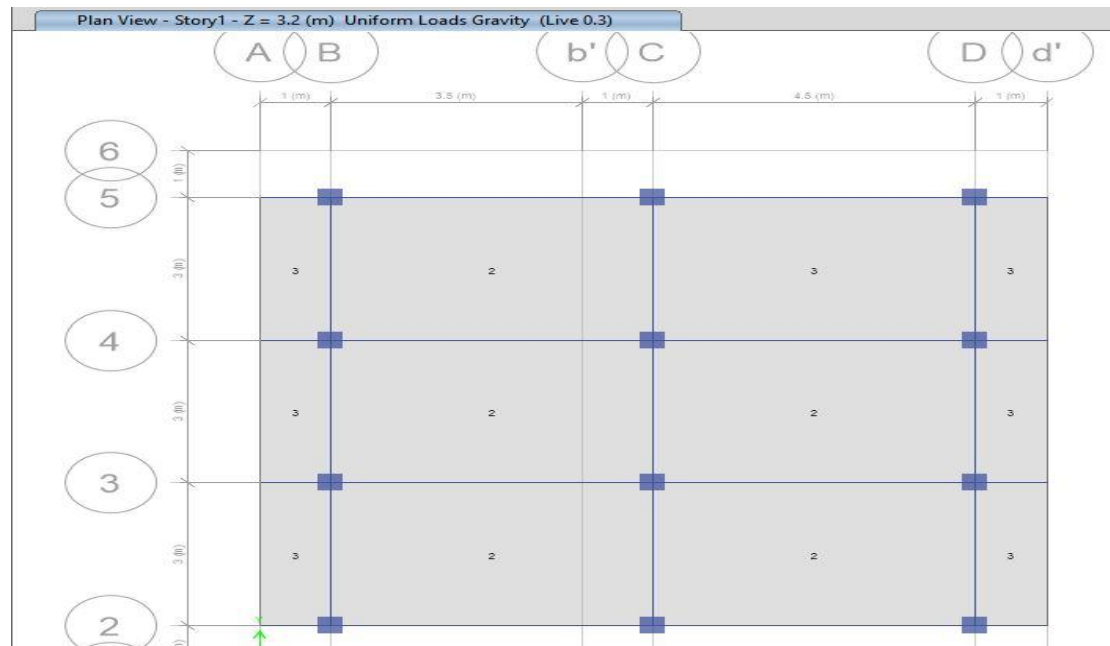 Plan View - Story1 - Z = 3.2 (m) Uniform Loads Gravity (Live 0.3)
A B b' C D d'
1 (m) 3.5 (m) 1 (m) 4.5 (m) 1 (m)
6
1 (m)
5
3 (m) 3 2 3 3
4
3 (m) 3 2 2 3
3
3 (m) 3 2 2 3
2